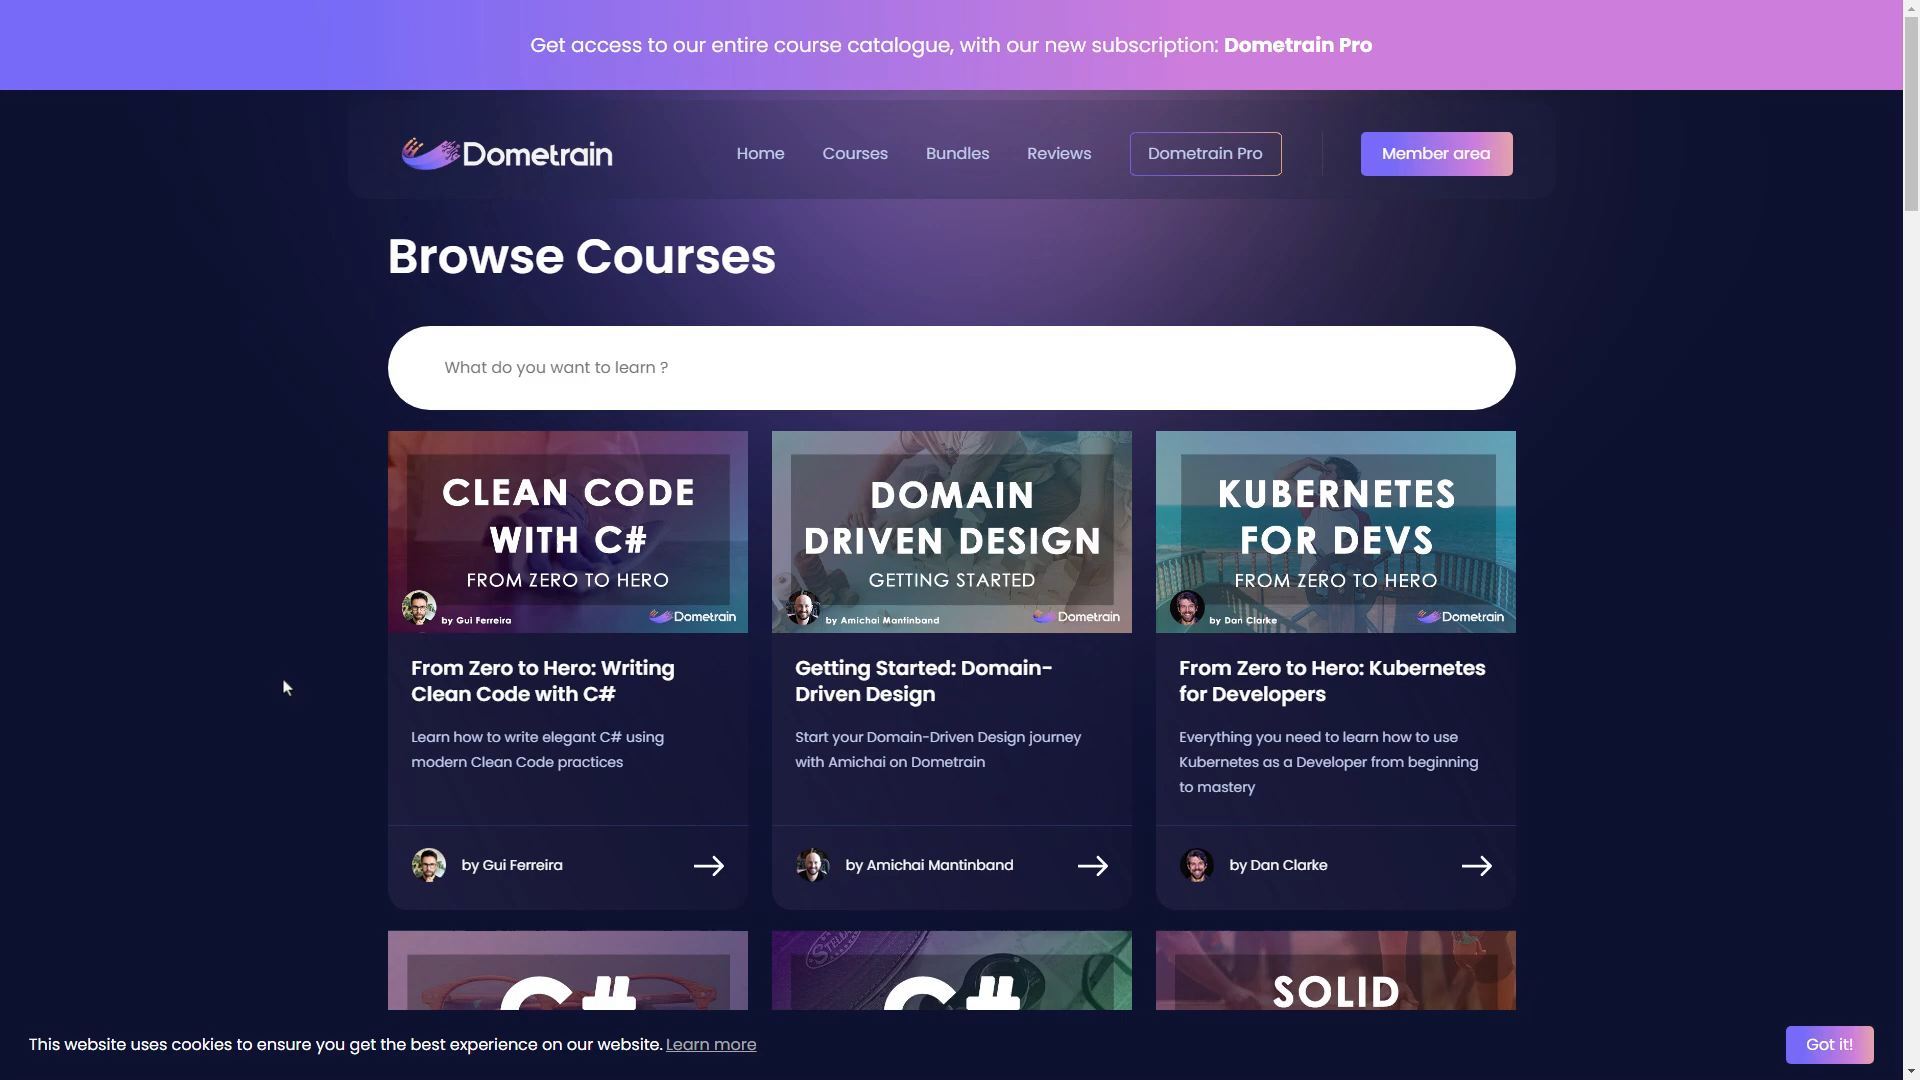 Get access to our entire course catalogue, with our new subscription: Dometrain Pro
Dometrain
Home
Courses
Bundles
Reviews
Dometrain Pro
Member area
Browse Courses
What do you want to learn ?
CLEAN CODE
WITH C#
FROM ZERO TO HERO
by Gui Ferreira
Dometrain
DOMAIN
DRIVEN DESIGN
GETTING STARTED
by Amichai Mantinband
Dometrain
KUBERNETES
FOR DEVS
FROM ZERO TO HERO
by Dan Clarke
Dometrain
From Zero to Hero: Writing
Clean Code with C#
Learn how to write elegant C# using
modern Clean Code practices
by Gui Ferreira
Getting Started: Domain-
Driven Design
Start your Domain-Driven Design journey
with Amichai on Dometrain
by Amichai Mantinband
From Zero to Hero: Kubernetes
for Developers
Everything you need to learn how to use
Kubernetes as a Developer from beginning
to mastery
by Dan Clarke
C#
C#
SOLID
This website uses cookies to ensure you get the best experience on our website. Learn more
Got it!